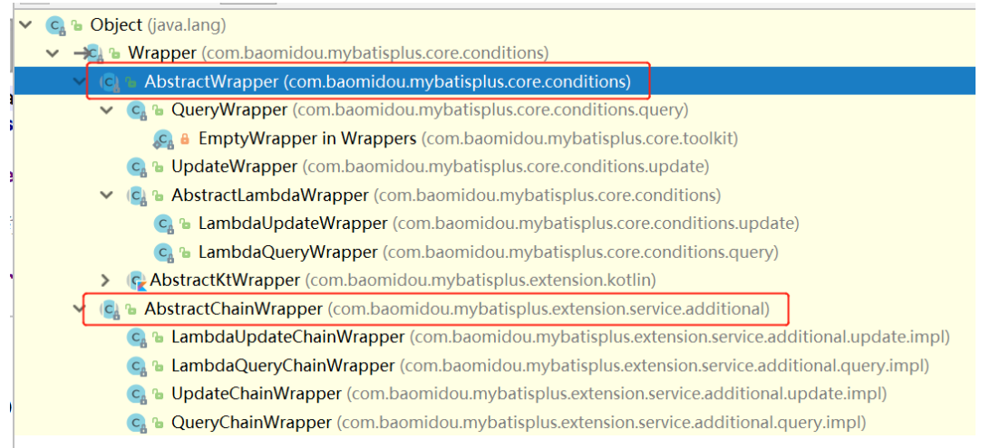 Object (java.lang)
Wrapper (com.baomidou.mybatisplus.core.conditions)
AbstractWrapper (com.baomidou.mybatisplus.core.conditions)
QueryWrapper (com.baomidou.mybatisplus.core.conditions.query)
EmptyWrapper in Wrappers (com.baomidou.mybatisplus.core.toolkit)
UpdateWrapper (com.baomidou.mybatisplus.core.conditions.update)
AbstractLambdaWrapper (com.baomidou.mybatisplus.core.conditions)
LambdaUpdateWrapper (com.baomidou.mybatisplus.core.conditions.update)
LambdaQueryWrapper (com.baomidou.mybatisplus.core.conditions.query)
AbstractKtWrapper (com.baomidou.mybatisplus.extension.kotlin)
AbstractChainWrapper (com.baomidou.mybatisplus.extension.service.additional)
LambdaUpdateChainWrapper (com.baomidou.mybatisplus.extension.service.additional.update.impl)
LambdaQueryChainWrapper (com.baomidou.mybatisplus.extension.service.additional.query.impl)
UpdateChainWrapper (com.baomidou.mybatisplus.extension.service.additional.update.impl)
QueryChainWrapper (com.baomidou.mybatisplus.extension.service.additional.query.impl)